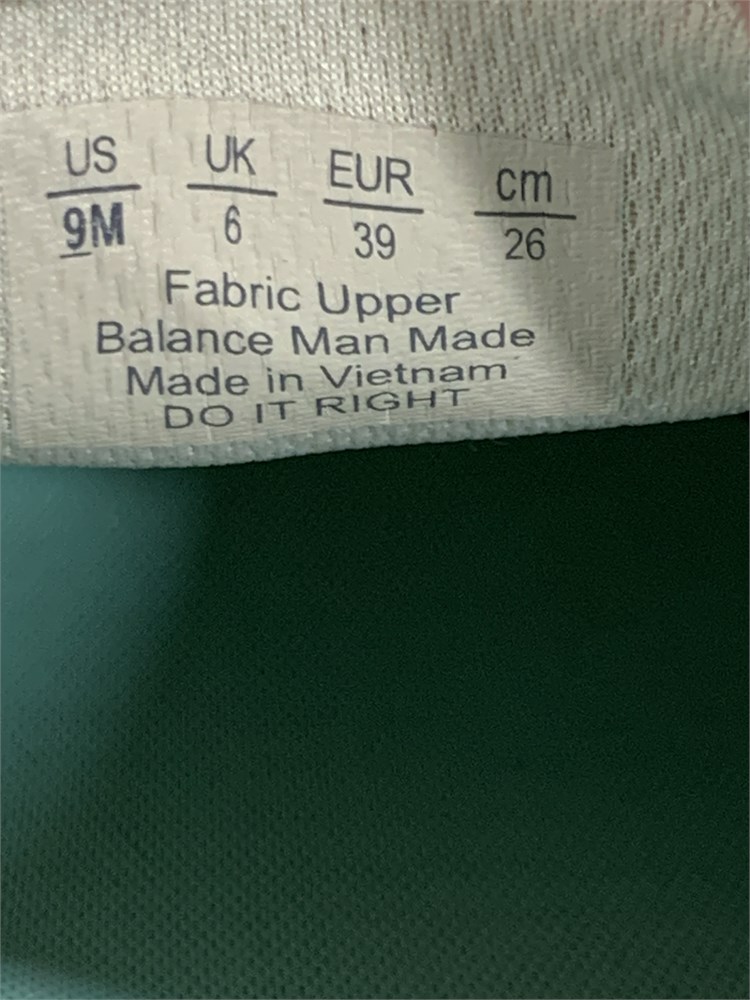 US UK EUR cm
9M 6 39 26
Fabric Upper
Balance Man Made
Made in Vietnam
DO IT RIGHT